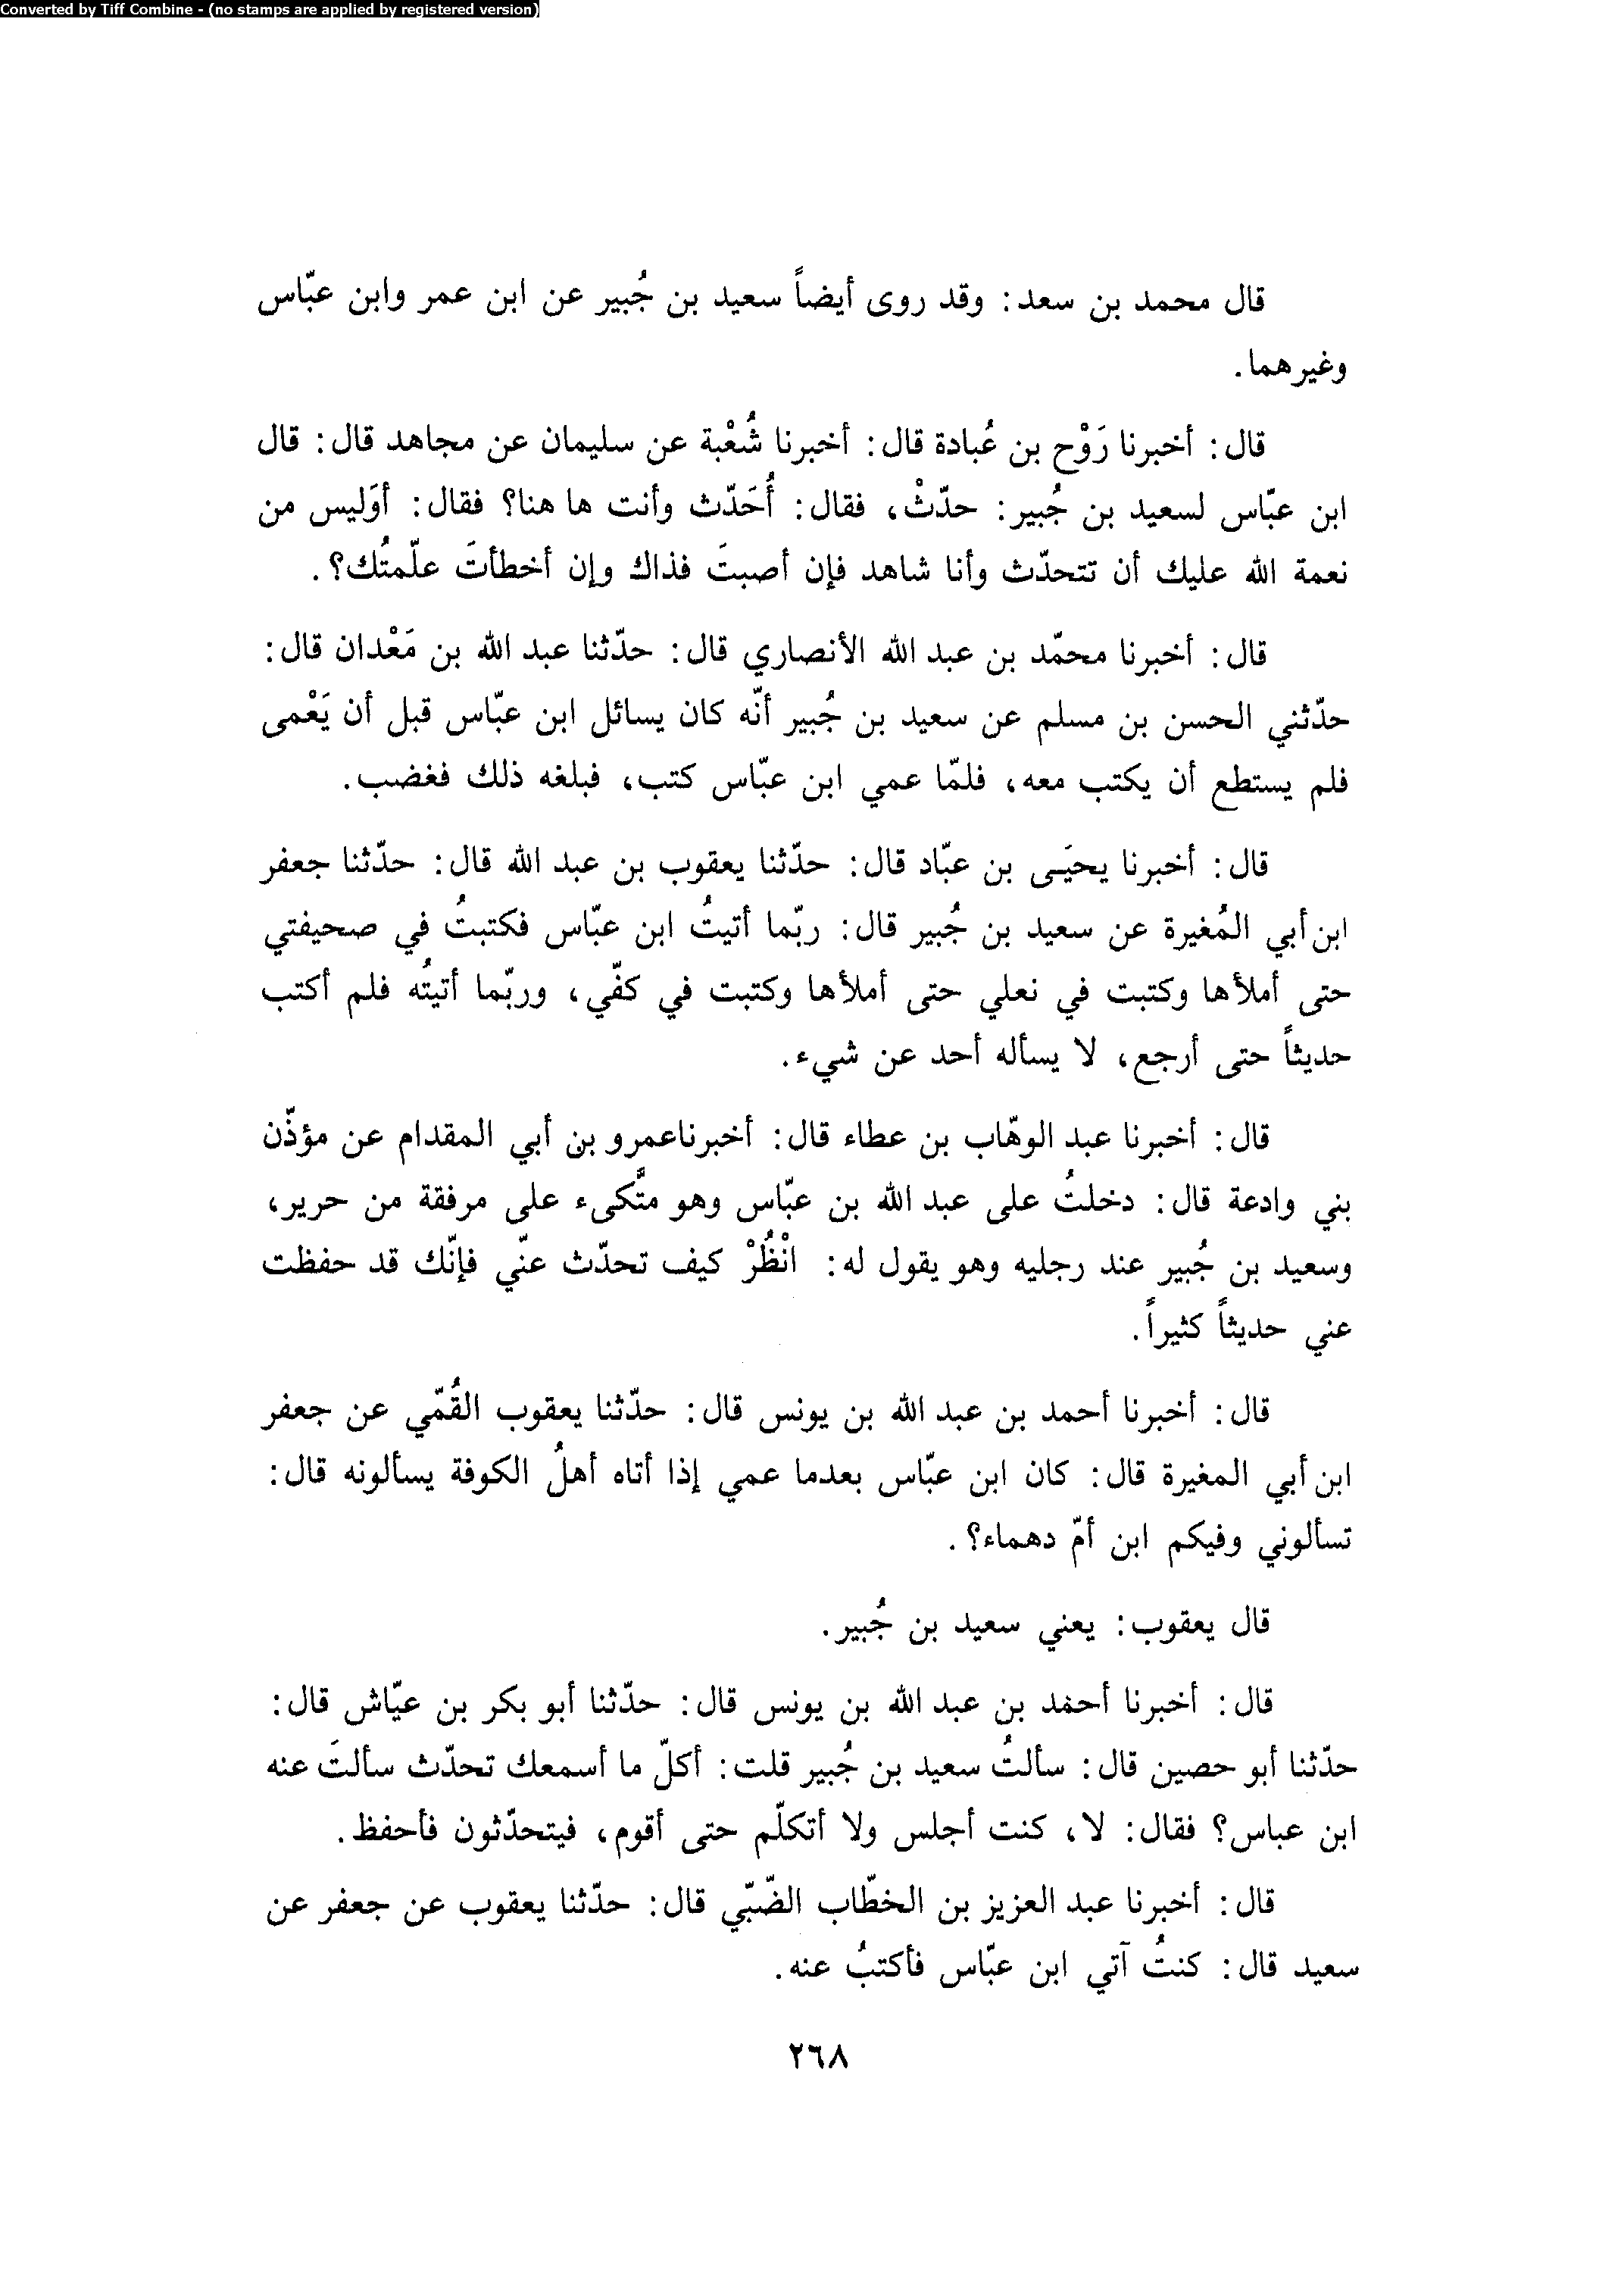 Converted by Tiff Combine - (no stamps are applied by registered version)
قال محمد بن سعد: وقد روى أيضاً سعيد بن جُبير عن ابن عمر وابن عبّاس
وغيرهما.
قال: أخبرنا رَوْح بن عُبادة قال: أخبرنا شُعْبة عن سليمان عن مجاهد قال: قال
ابن عبّاس لسعيد بن جُبير: حدّثْ، فقال: أُحَدّث وأنت ها هنا؟ فقال: أوَليس من
نعمة الله عليك أن تتحدّث وأنا شاهد فإن أصبتَ فذاك وإن أخطأتَ علّمتُك؟.
قال: أخبرنا محمّد بن عبد الله الأنصاري قال: حدّثنا عبد الله بن مَعْدان قال:
حدّثني الحسن بن مسلم عن سعيد بن جُبير أنّه كان يسائل ابن عبّاس قبل أن يَعْمى
فلم يستطع أن يكتب معه، فلمّا عمي ابن عبّاس كتب، فبلغه ذلك فغضب.
قال: أخبرنا يحيَـى بن عبّاد قال: حدّثنا يعقوب بن عبد الله قال: حدّثنا جعفر
ابن أبي المُغيرة عن سعيد بن جُبير قال: ربّما أتيتُ ابن عبّاس فكتبتُ في صحيفتي
حتى أملأها وكتبت في نعلي حتى أملأها وكتبت في كفّي، وربّما أتيتُه فلم أكتب
حديثاً حتى أرجع، لا يسأله أحد عن شيء.
قال: أخبرنا عبد الوهّاب بن عطاء قال: أخبرناعمرو بن أبي المقدام عن مؤذّن
بني وادعة قال: دخلتُ على عبد الله بن عبّاس وهو متُّكىء على مرفقة من حرير،
وسعيد بن جُبير عند رجليه وهو يقول له: انْظُرْ كيف تحدّث عنّي فإنّك قد حفظت
عني حديثاً كثيراً.
قال: أخبرنا أحمد بن عبد الله بن يونس قال: حدّثنا يعقوب القُمّي عن جعفر
ابن أبي المغيرة قال: كان ابن عبّاس بعدما عمي إذا أتاه أهلُ الكوفة يسألونه قال:
تسألوني وفيكم ابن أمّ دهماء؟.
قال يعقوب: يعني سعيد بن جُبير.
قال: أخبرنا أحمد بن عبد الله بن يونس قال: حدّثنا أبو بكر بن عيّاش قال:
حدّثنا أبو حصين قال: سألتُ سعيد بن جُبير قلت: أكلّ ما أسمعك تحدّث سألتَ عنه
ابن عباس؟ فقال: لا، كنت أجلس ولا أتكلّم حتى أقوم، فيتحدّثون فأحفظ.
قال: أخبرنا عبد العزيز بن الخطّاب الضّبّي قال: حدّثنا يعقوب عن جعفر عن
سعيد قال: كنتُ آتي ابن عبّاس فأكتبُ عنه.
٢٦٨